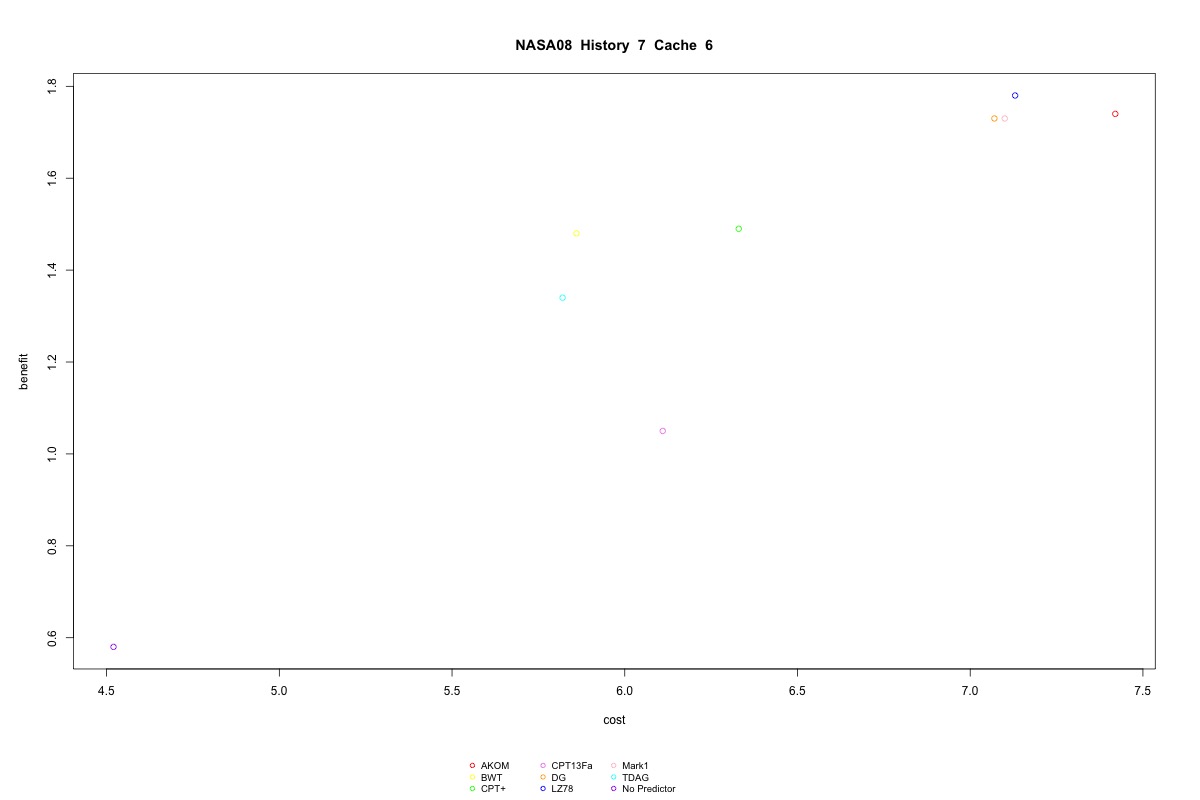 NASA08 History 7 Cache 6
1.8
1.6
1.4
1.2
1.0
0.8
0.6
benefit
4.5 5.0 5.5 6.0 6.5 7.0 7.5
cost
AKOM CPT13Fa Mark1
BWT DG TDAG
CPT+ LZ78 No Predictor